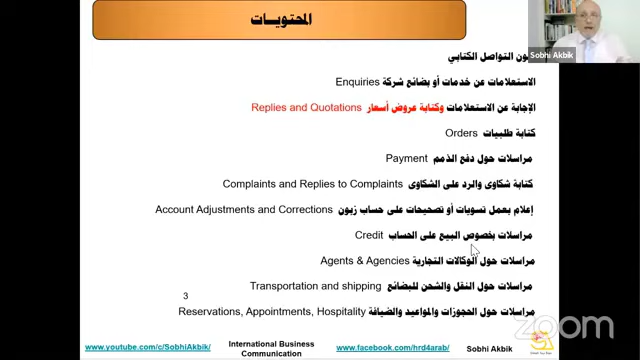 المحتويـــات
Sobhi Akbik
ـون التواصل الكتابي
الاستعلامات عن خدمات أو بضائع شركة Enquiries
الإجابة عن الاستعلامات وكتابة عروض أسعار Replies and Quotations
كتابة طلبيات Orders
مراسلات حول دفع الذمم Payment
كتابة شكاوى والرد على الشكاوى Complaints and Replies to Complaints
إعلام بعمل تسويات أو تصحيحات على حساب زبون Account Adjustments and Corrections
مراسلات بخصوص البيع على الحساب Credit
مراسلات حول الوكالات التجارية Agents & Agencies
مراسلات حول النقل والشحن للبضائع Transportation and shipping
3
مراسلات حول الحجوزات والمواعيد والضيافة Reservations, Appointments, Hospitality
zoom
www.youtube.com/c/SobhiAkbik/
International Business Communication
www.facebook.com/hrd4arab/
Sobhi Akbik